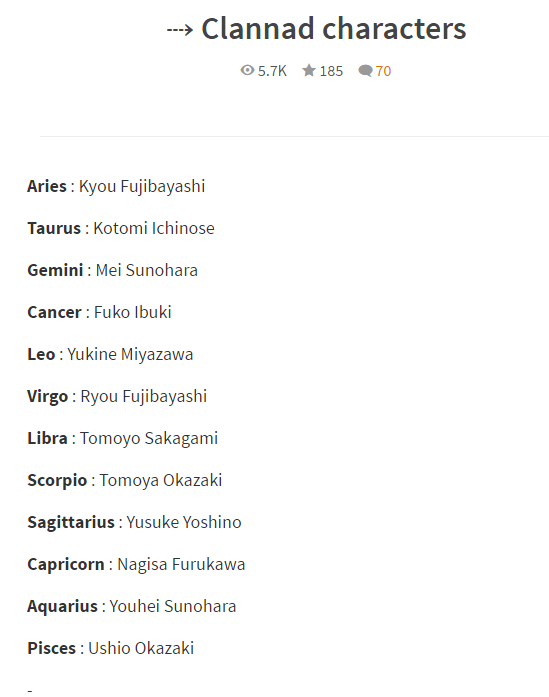 ⤏ Clannad characters
5.7K 185 70
Aries : Kyou Fujibayashi
Taurus : Kotomi Ichinose
Gemini : Mei Sunohara
Cancer : Fuko Ibuki
Leo : Yukine Miyazawa
Virgo : Ryou Fujibayashi
Libra : Tomoyo Sakagami
Scorpio : Tomoya Okazaki
Sagittarius : Yusuke Yoshino
Capricorn : Nagisa Furukawa
Aquarius : Youhei Sunohara
Pisces : Ushio Okazaki
-